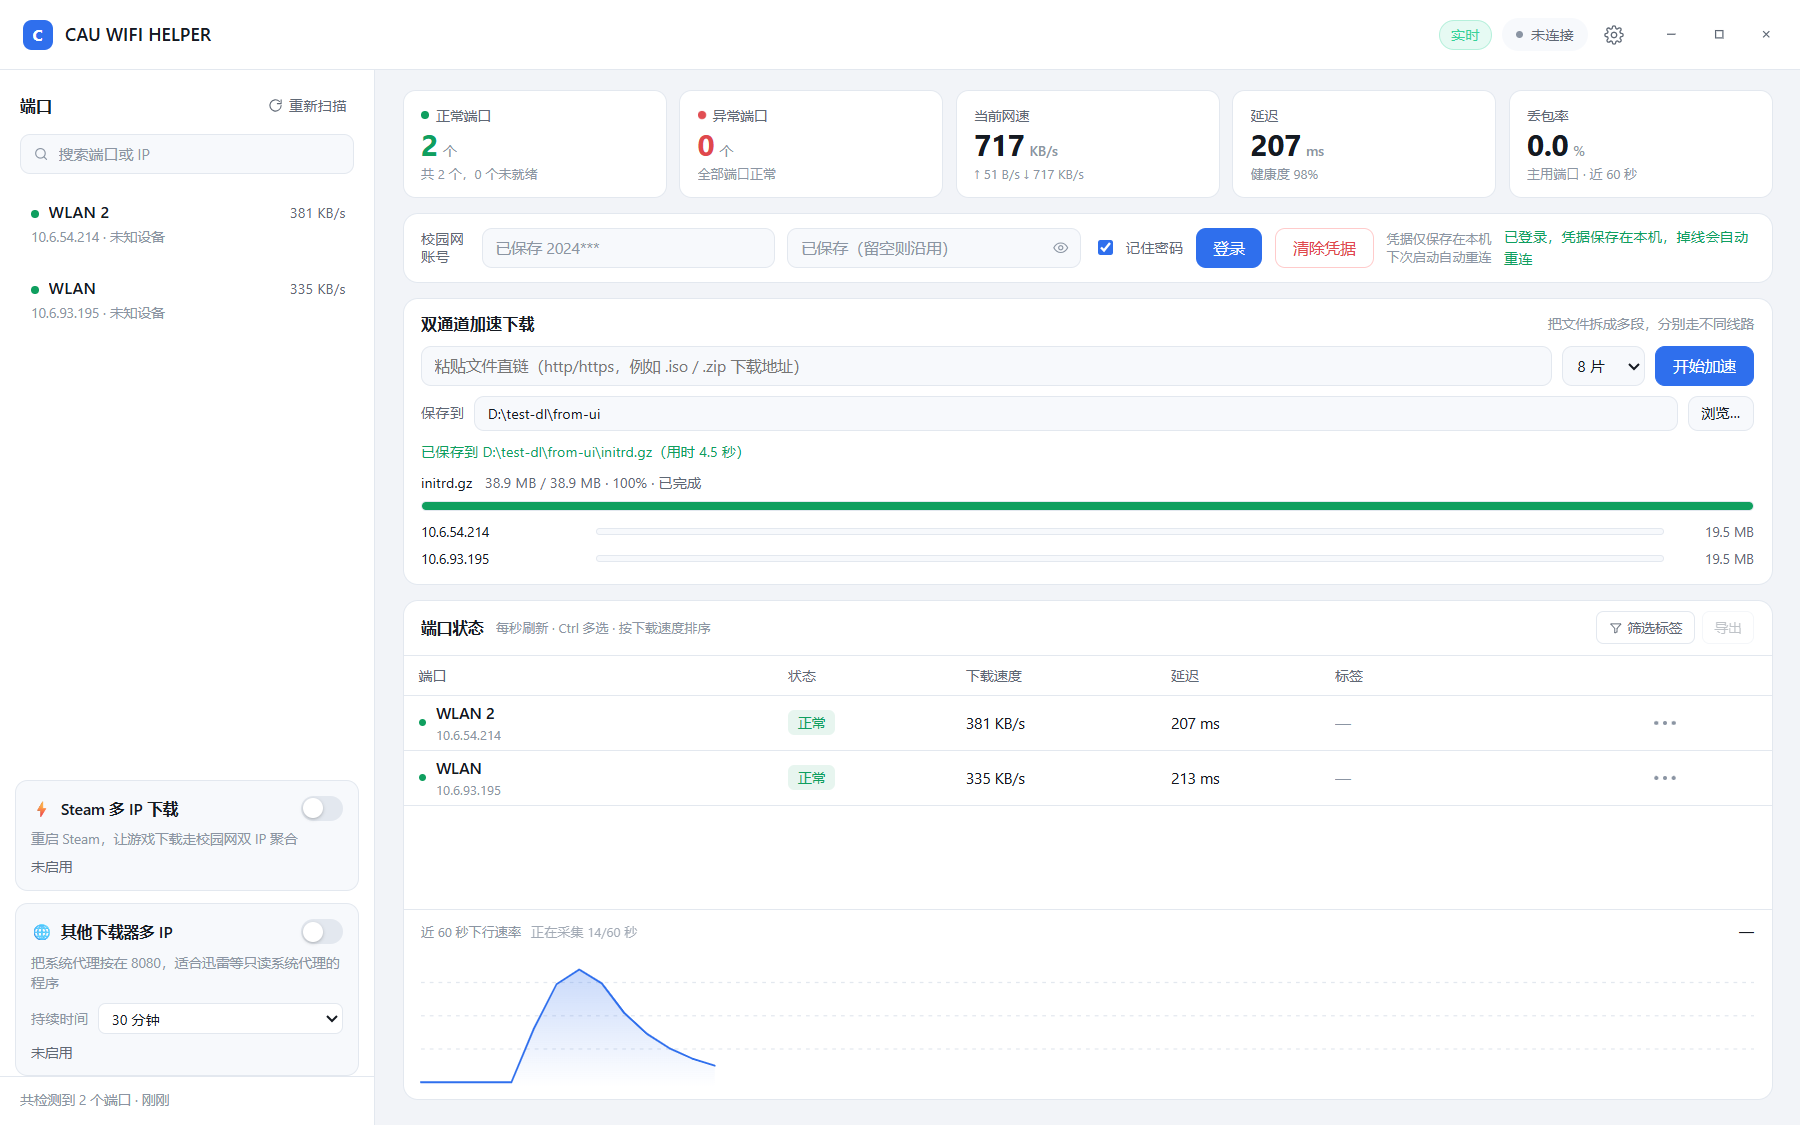 C CAU WIFI HELPER
实时
未连接
端口
重新扫描
搜索端口或 IP
WLAN 2
381 KB/s
10.6.54.214 · 未知设备
WLAN
335 KB/s
10.6.93.195 · 未知设备
Steam 多 IP 下载
重启 Steam，让游戏下载走校园网双 IP 聚合
未启用
其他下载器多 IP
把系统代理按在 8080，适合迅雷等只读系统代理的
程序
持续时间
30 分钟
未启用
共检测到 2 个端口 · 刚刚
正常端口
2 个
共 2 个，0 个未就绪
异常端口
0 个
全部端口正常
当前网速
717 KB/s
↑ 51 B/s ↓ 717 KB/s
延迟
207 ms
健康度 98%
丢包率
0.0 %
主用端口 · 近 60 秒
校园网
账号
已保存 2024***
已保存（留空则沿用）
记住密码
登录
清除凭据
凭据仅保存在本机
下次启动自动重连
已登录，凭据保存在本机，掉线会自动
重连
双通道加速下载
把文件拆成多段，分别走不同线路
粘贴文件直链（http/https，例如 .iso / .zip 下载地址）
8 片
开始加速
保存到
D:\test-dl\from-ui
浏览...
已保存到 D:\test-dl\from-ui\initrd.gz（用时 4.5 秒）
initrd.gz 38.9 MB / 38.9 MB · 100% · 已完成
10.6.54.214
19.5 MB
10.6.93.195
19.5 MB
端口状态
每秒刷新 · Ctrl 多选 · 按下载速度排序
筛选标签
导出
端口
状态
下载速度
延迟
标签
WLAN 2
10.6.54.214
正常
381 KB/s
207 ms
—
WLAN
10.6.93.195
正常
335 KB/s
213 ms
—
近 60 秒下行速率
正在采集 14/60 秒
—